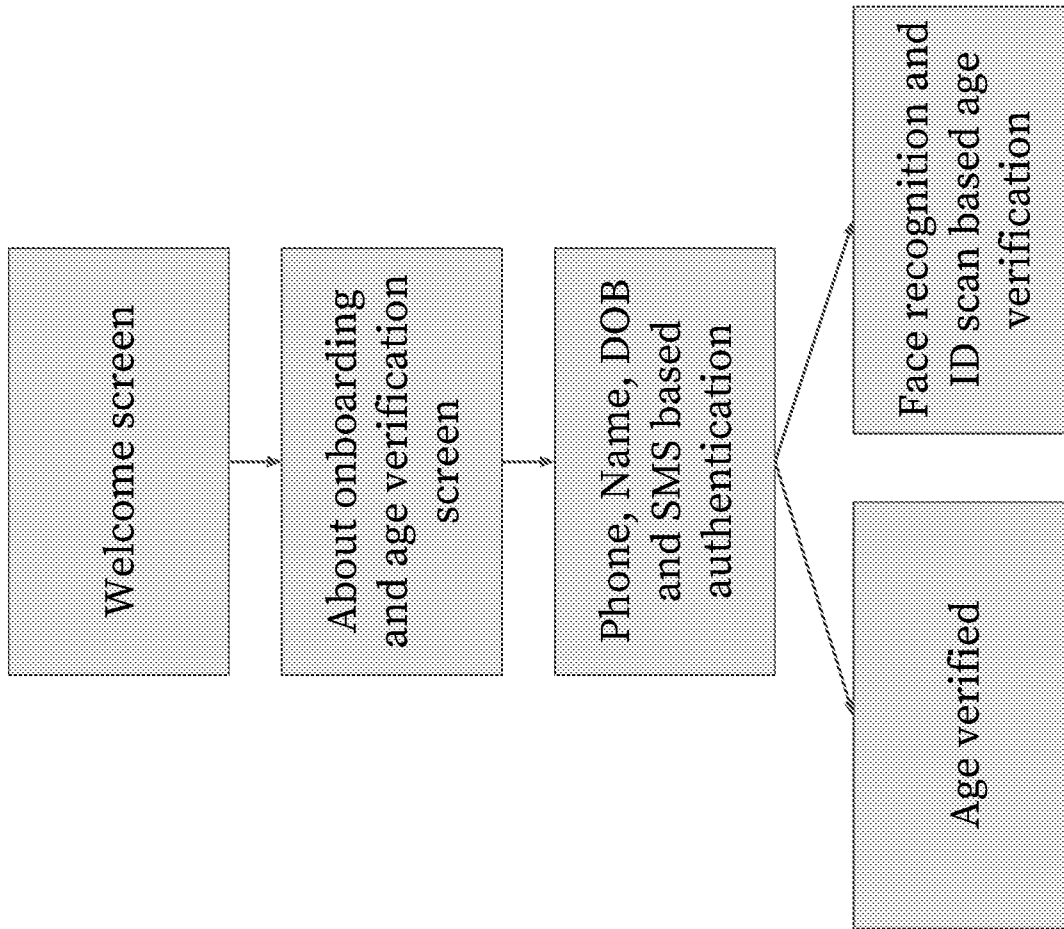 Welcome screen
About onboarding
and age verification
screen
Phone, Name, DOB
and SMS based
authentication
Age verified
Face recognition and
ID scan based age
verification